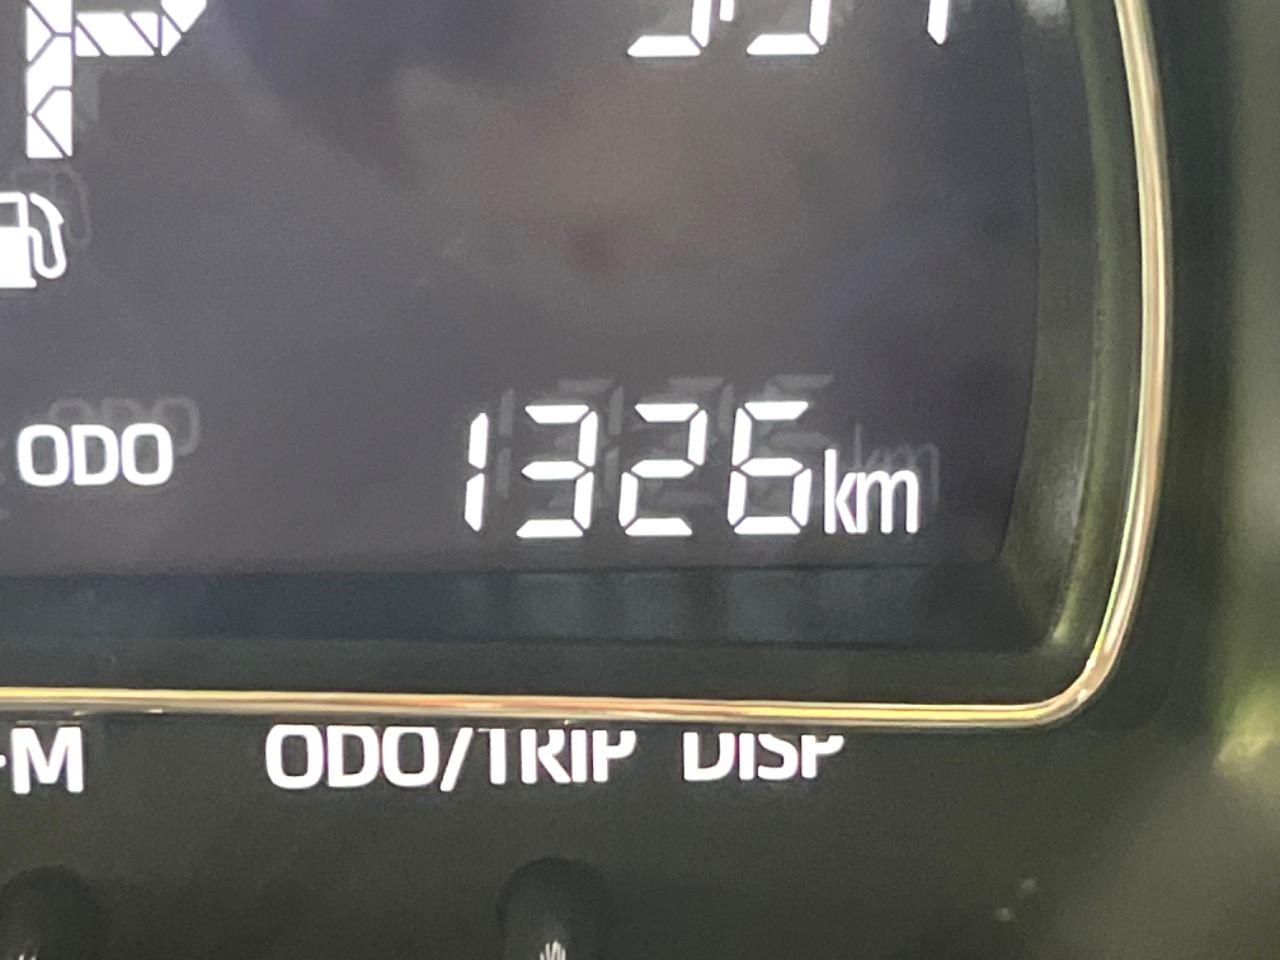 P
ODO 1326km
M ODO/TRIP DISP